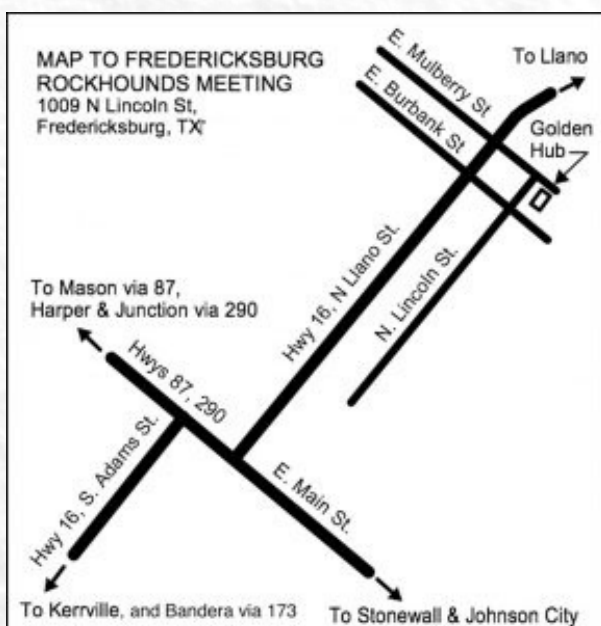 MAP TO FREDERICKSBURG
ROCKHOUNDS MEETING
1009 N Lincoln St,
Fredericksburg, TX
E. Mulberry St
To Llano
E. Burbank St
Golden
Hub
Hwy 16, N Llano St.
N. Lincoln St.
To Mason via 87,
Harper & Junction via 290
Hwys 87, 290
Hwy 16, S. Adams St.
E. Main St.
To Kerrville, and Bandera via 173
To Stonewall & Johnson City